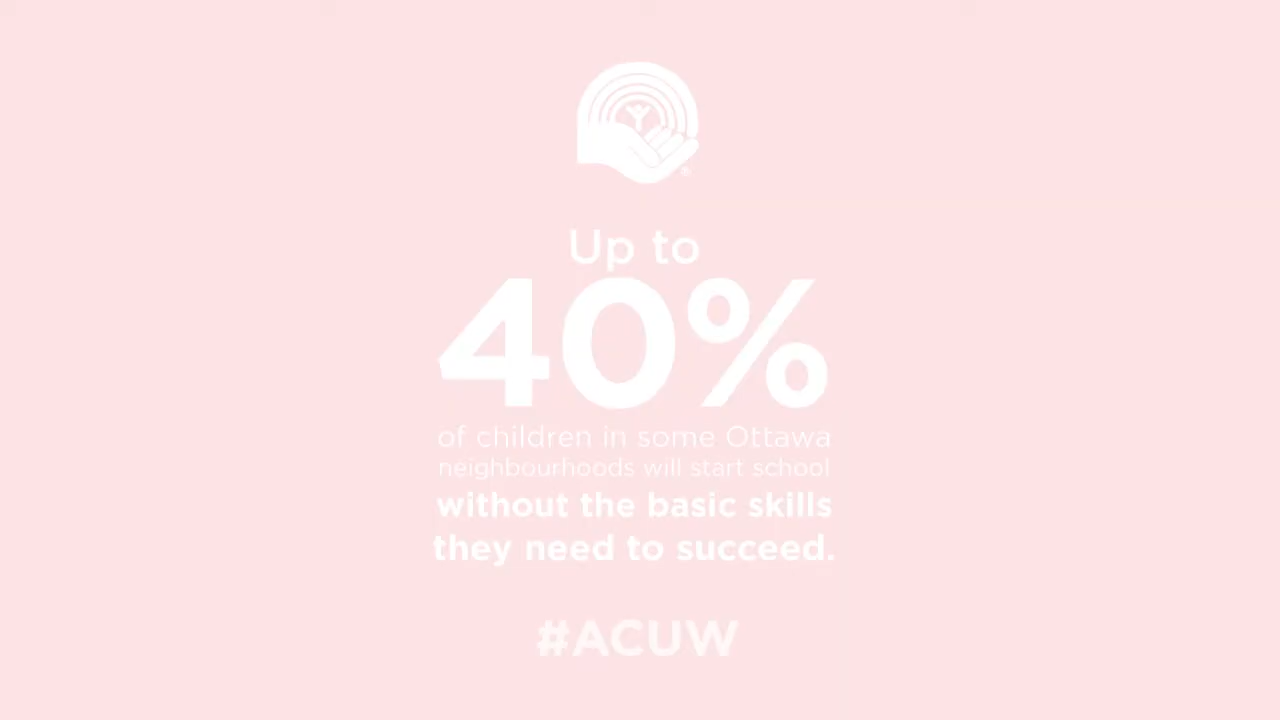 Up to
40%
of children in some Ottawa
neighbourhoods will start school
without the basic skills
they need to succeed.
#ACUW